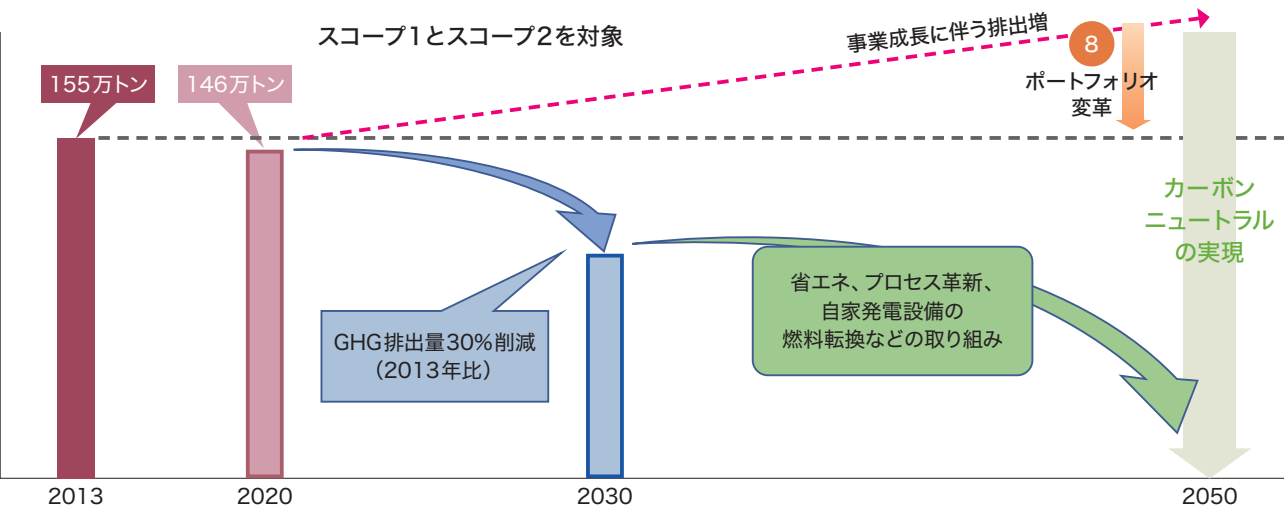 スコープ1とスコープ2を対象
事業成長に伴う排出増
8
ポートフォリオ
変革
155万トン
146万トン
カーボン
ニュートラル
の実現
GHG排出量30%削減
（2013年比）
省エネ、プロセス革新、
自家発電設備の
燃料転換などの取り組み
2013
2020
2030
2050